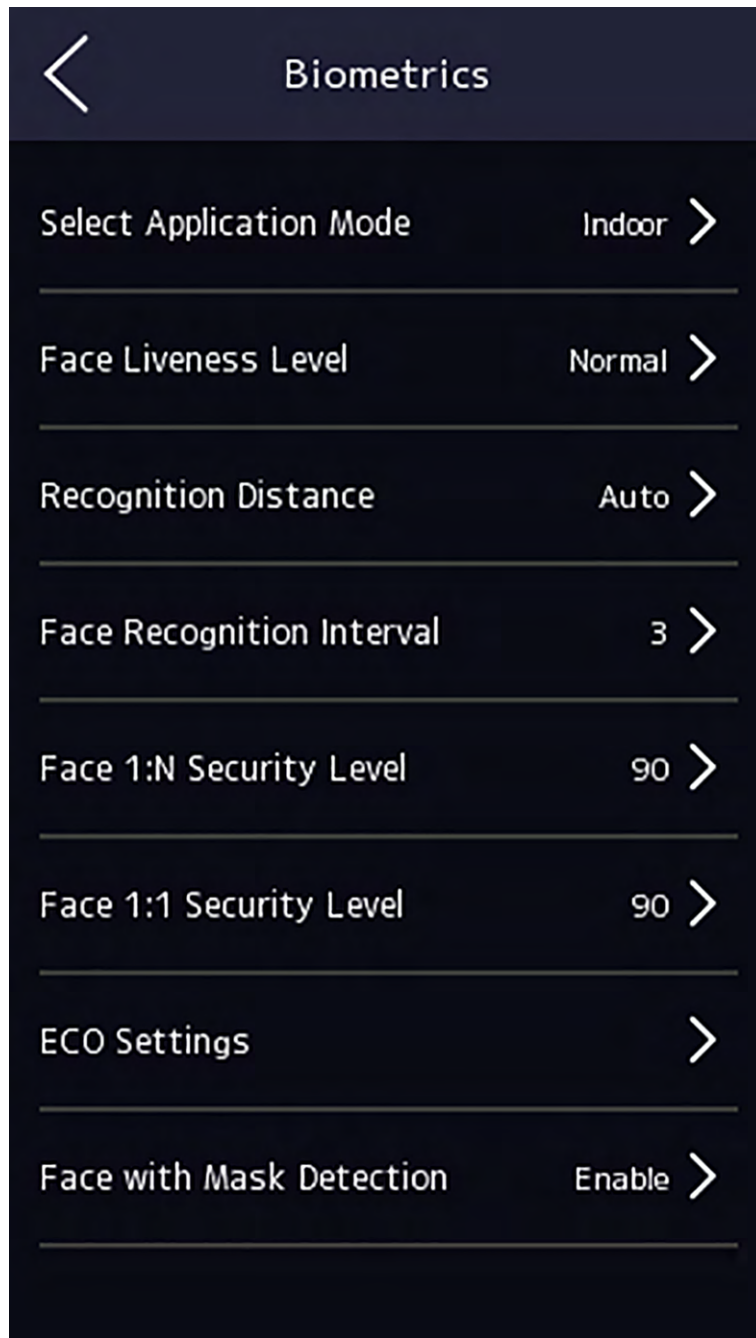 Biometrics
Select Application Mode Indoor
Face Liveness Level Normal
Recognition Distance Auto
Face Recognition Interval 3
Face 1:N Security Level 90
Face 1:1 Security Level 90
ECO Settings
Face with Mask Detection Enable